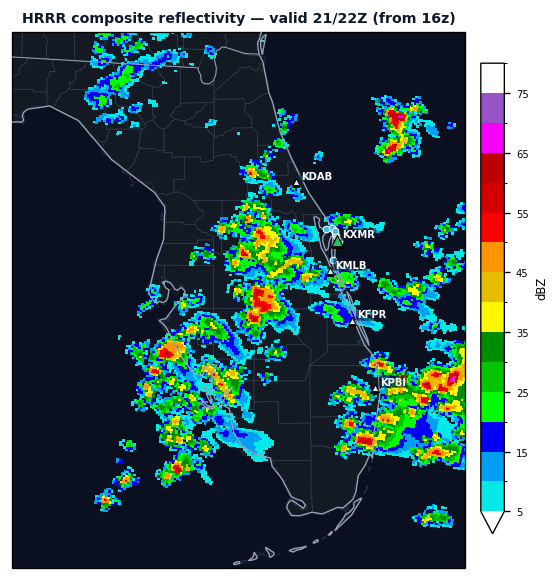 HRRR composite reflectivity — valid 21/22Z (from 16z)
KDAB
KXMR
KMLB
KFPR
KPBI
75
65
55
45
35
25
15
5
dBZ